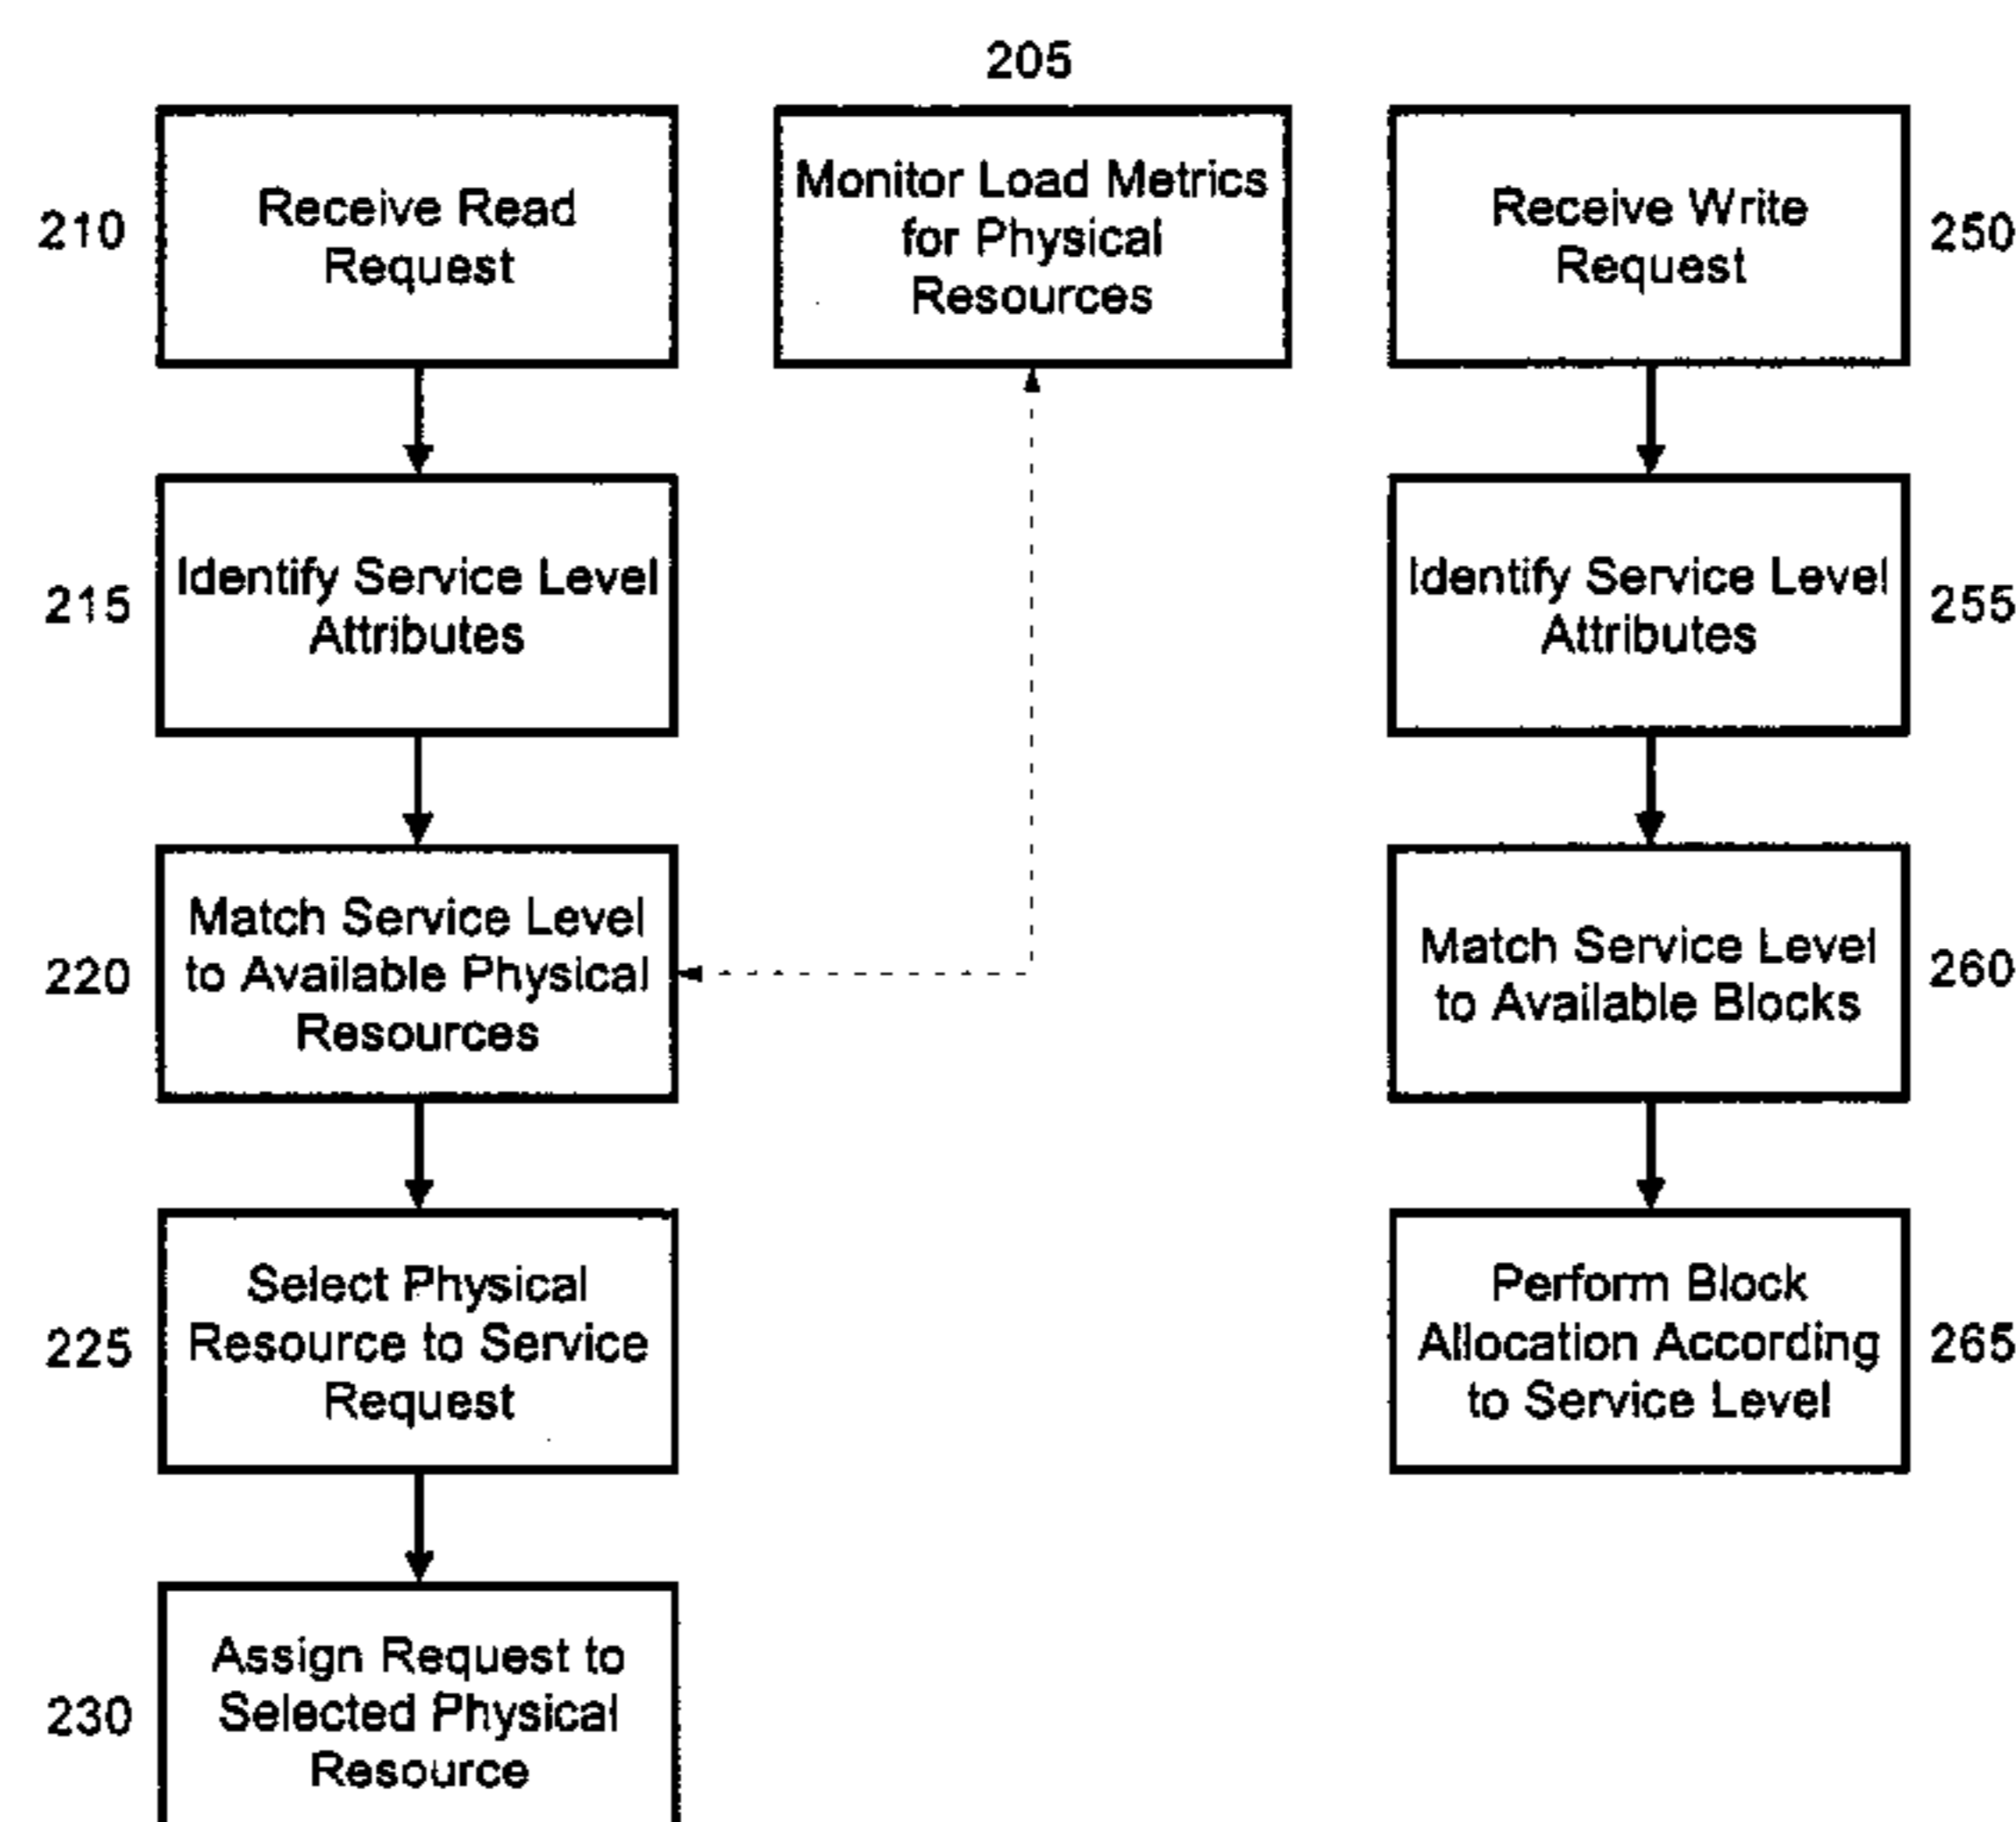 205
Monitor Load Metrics
for Physical
Resources
210
Receive Read
Request
215
Identify Service Level
Attributes
220
Match Service Level
to Available Physical
Resources
225
Select Physical
Resource to Service
Request
230
Assign Request to
Selected Physical
Resource
Receive Write
Request
250
Identify Service Level
Attributes
255
Match Service Level
to Available Blocks
260
Perform Block
Allocation According
to Service Level
265